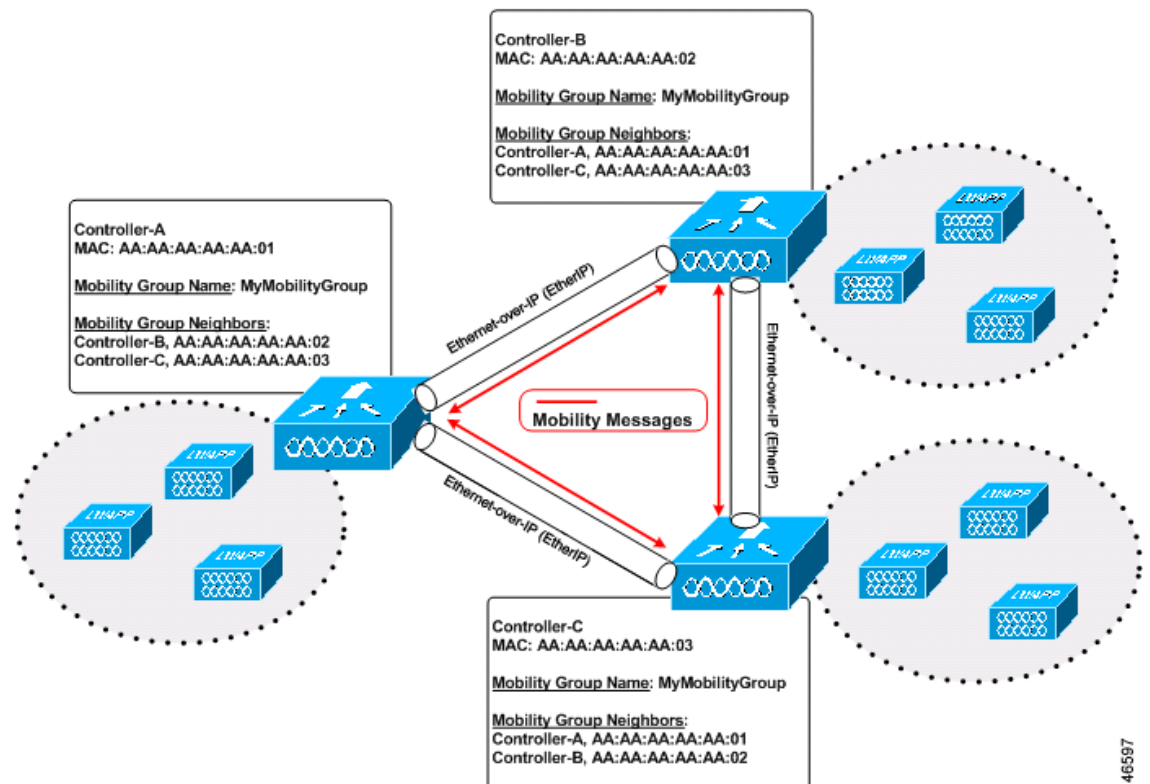 Controller-B
MAC: AA:AA:AA:AA:AA:02
Mobility Group Name: MyMobilityGroup
Mobility Group Neighbors:
Controller-A, AA:AA:AA:AA:AA:01
Controller-C, AA:AA:AA:AA:AA:03
Controller-A
MAC: AA:AA:AA:AA:AA:01
Mobility Group Name: MyMobilityGroup
Mobility Group Neighbors:
Controller-B, AA:AA:AA:AA:AA:02
Controller-C, AA:AA:AA:AA:AA:03
LWAPP
LWAPP
LWAPP
Ethernet-over-IP (EtherIP)
Ethernet-over-IP (EtherIP)
Mobility Messages
LWAPP
LWAPP
LWAPP
Ethernet-over-IP (EtherIP)
LWAPP
LWAPP
LWAPP
Controller-C
MAC: AA:AA:AA:AA:AA:03
Mobility Group Name: MyMobilityGroup
Mobility Group Neighbors:
Controller-A, AA:AA:AA:AA:AA:01
Controller-B, AA:AA:AA:AA:AA:02
46597